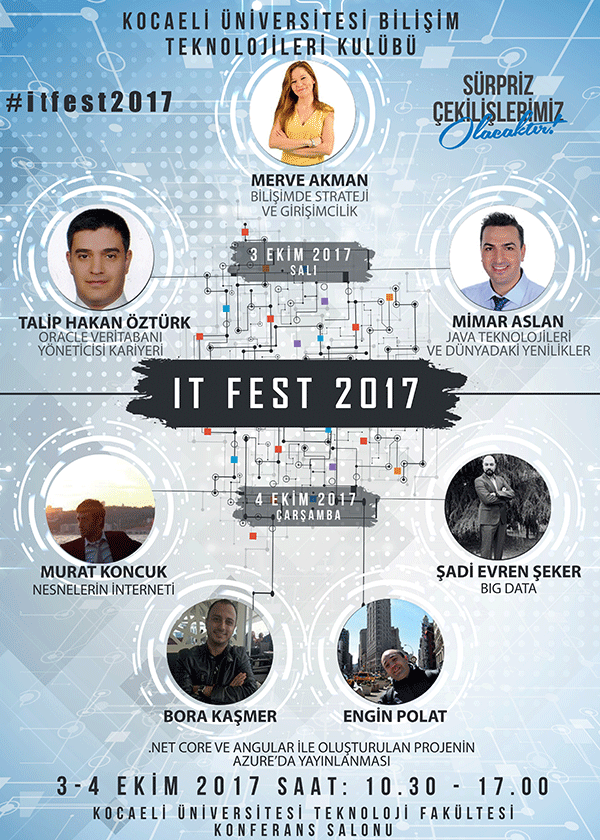 KOCAELİ ÜNİVERSİTESİ BİLİŞİM
TEKNOLOJİLERİ KULÜBÜ
#itfest2017
SÜRPRİZ
ÇEKİLİŞLERİMİZ
Olacaktır!
MERVE AKMAN
BİLİŞİMDE STRATEJİ
VE GİRİŞİMCİLİK
3 EKİM 2017
SALI
TALİP HAKAN ÖZTÜRK
ORACLE VERİTABANI
YÖNETİCİSİ KARİYERİ
MİMAR ASLAN
JAVA TEKNOLOJİLERİ
VE DÜNYADAKİ YENİLİKLER
IT FEST 2017
4 EKİM 2017
ÇARŞAMBA
MURAT KONCUK
NESNELERİN İNTERNETİ
ŞADİ EVREN ŞEKER
BIG DATA
BORA KAŞMER
ENGİN POLAT
.NET CORE VE ANGULAR İLE OLUŞTURULAN PROJENİN
AZURE'DA YAYINLANMASI
3-4 EKİM 2017 SAAT: 10.30 - 17.00
KOCAELİ ÜNİVERSİTESİ TEKNOLOJİ FAKÜLTESİ
KONFERANS SALONU